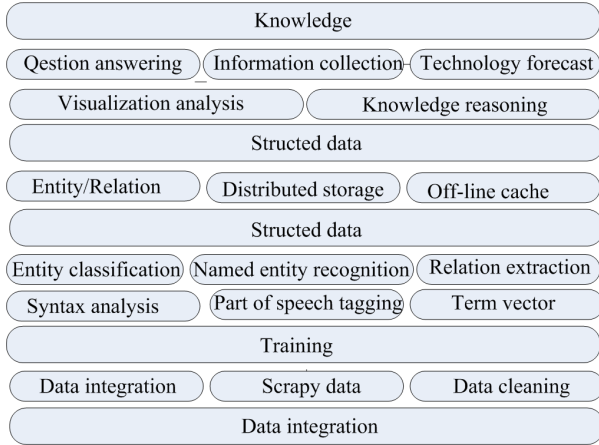 Knowledge
Qestion answering Information collection Technology forecast
Visualization analysis Knowledge reasoning
Structed data
Entity/Relation Distributed storage Off-line cache
Structed data
Entity classification Named entity recognition Relation extraction
Syntax analysis Part of speech tagging Term vector
Training
Data integration Scrapy data Data cleaning
Data integration